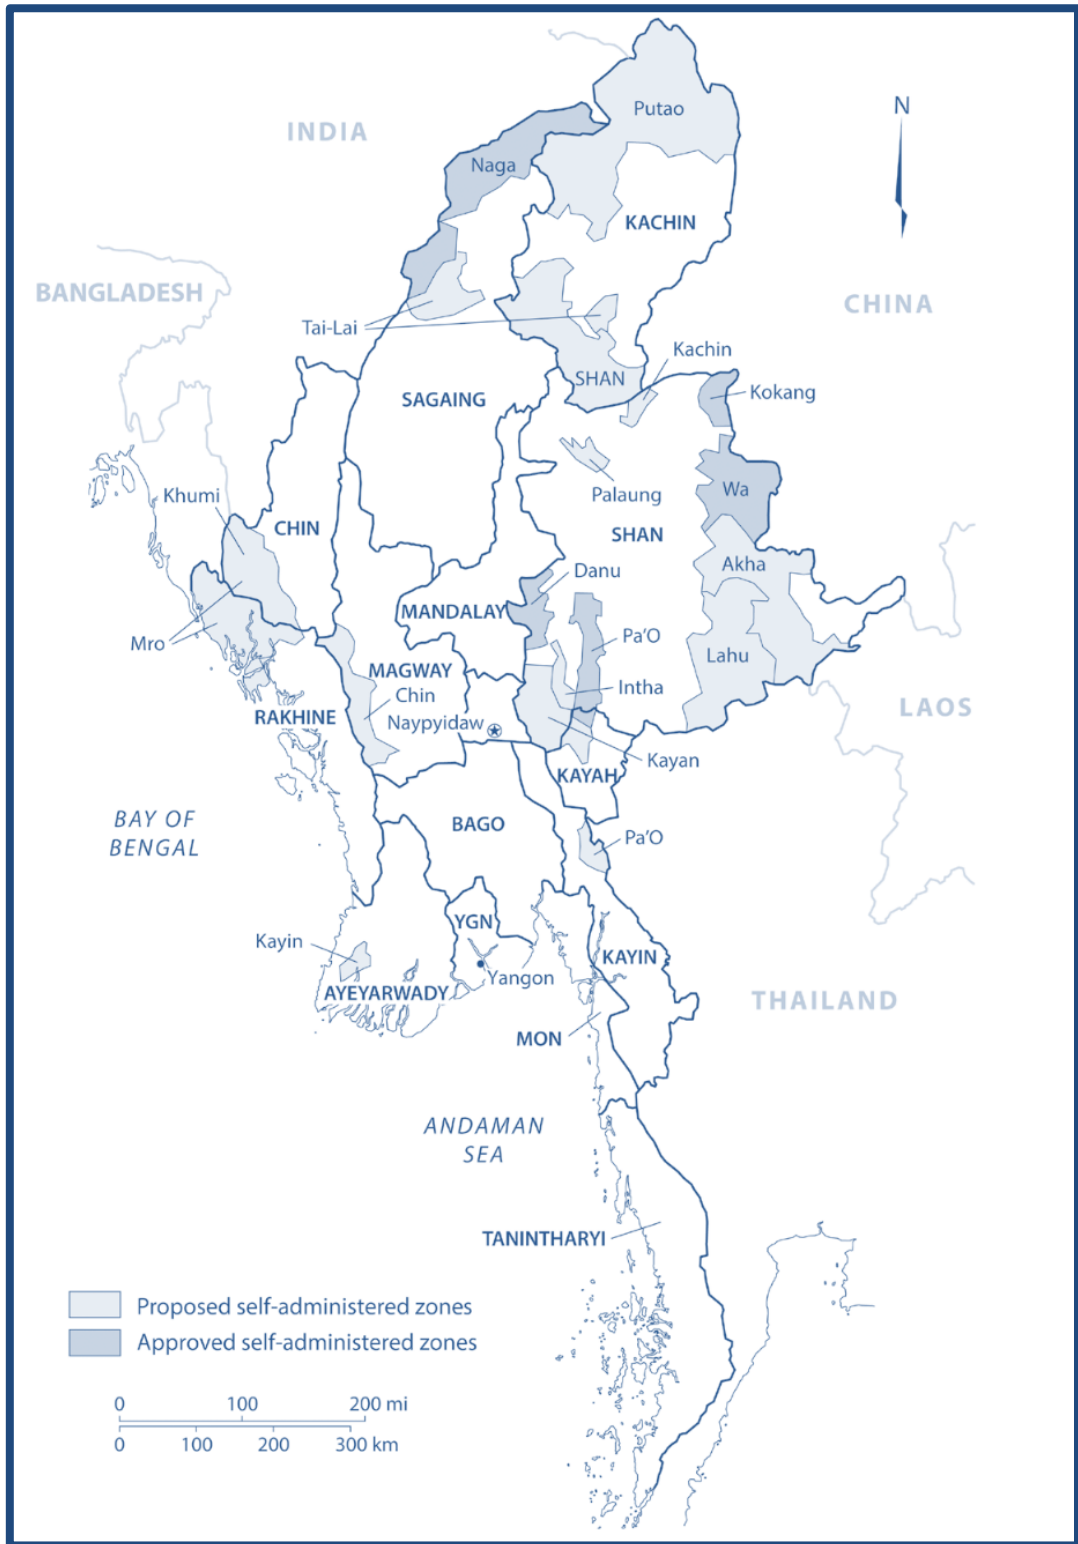 N
INDIA
Putao
Naga
KACHIN
BANGLADESH
CHINA
Tai-Lai
Kachin
SHAN
Kokang
SAGAING
Khumi
Palaung
Wa
CHIN
SHAN
Akha
Danu
MANDALAY
Mro
Pa’O
Lahu
MAGWAY
Chin
Intha
Naypyidaw
RAKHINE
LAOS
Kayan
KAYAH
BAY OF
BENGAL
BAGO
Pa’O
YGN
Kayin
KAYIN
Yangon
AYEYARWADY
THAILAND
MON
ANDAMAN
SEA
TANINTHARYI
Proposed self-administered zones
Approved self-administered zones
0 100 200 mi
0 100 200 300 km